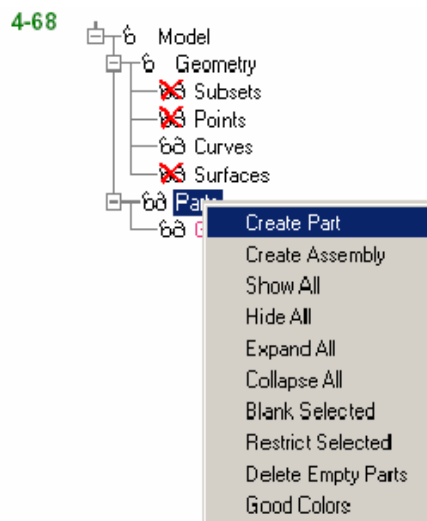 4-68
Model
Geometry
Subsets
Points
Curves
Surfaces
Create Part
Create Assembly
Show All
Hide All
Expand All
Collapse All
Blank Selected
Restrict Selected
Delete Empty Parts
Good Colors